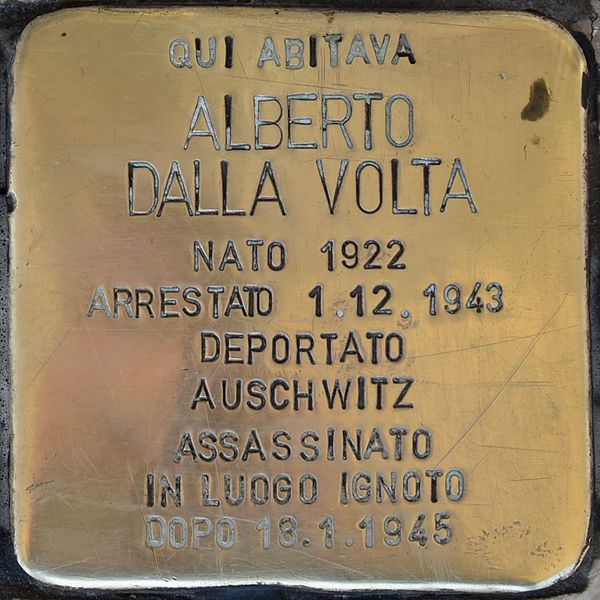 QUI ABITAVA
ALBERTO
DALLA VOLTA
NATO 1922
ARRESTATO 1.12.1943
DEPORTATO
AUSCHWITZ
ASSASSINATO
IN LUOGO IGNOTO
DOPO 18.1.1945